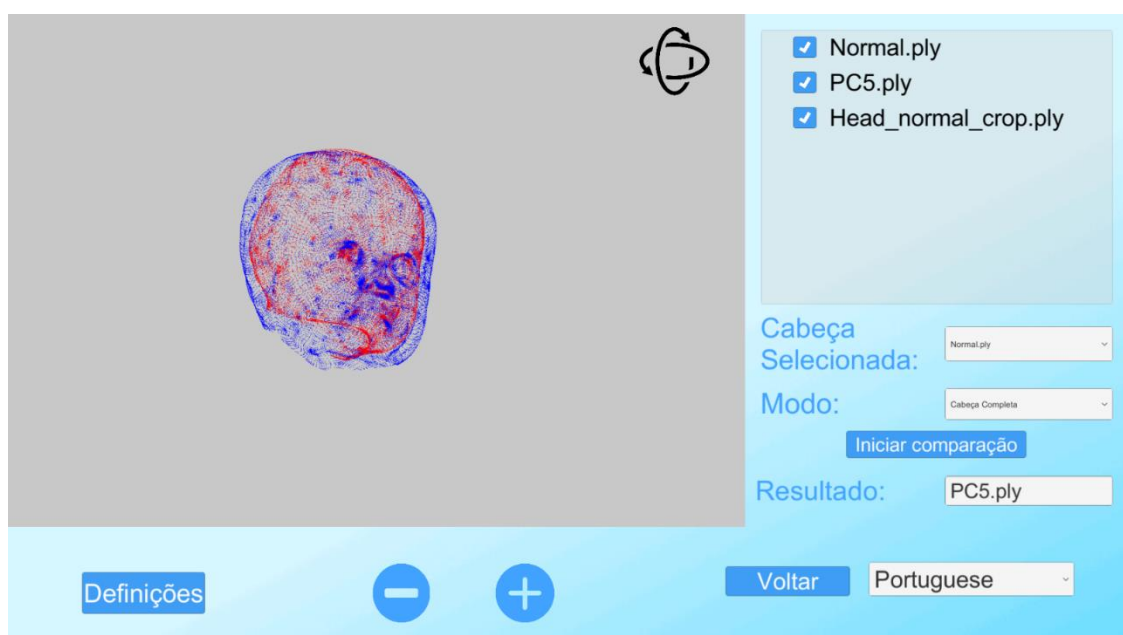 Normal.ply
PC5.ply
Head_normal_crop.ply
Cabeça
Selecionada:
Normal.ply
Modo:
Cabeça Completa
Iniciar comparação
Resultado:
PC5.ply
Definições
Voltar
Portuguese